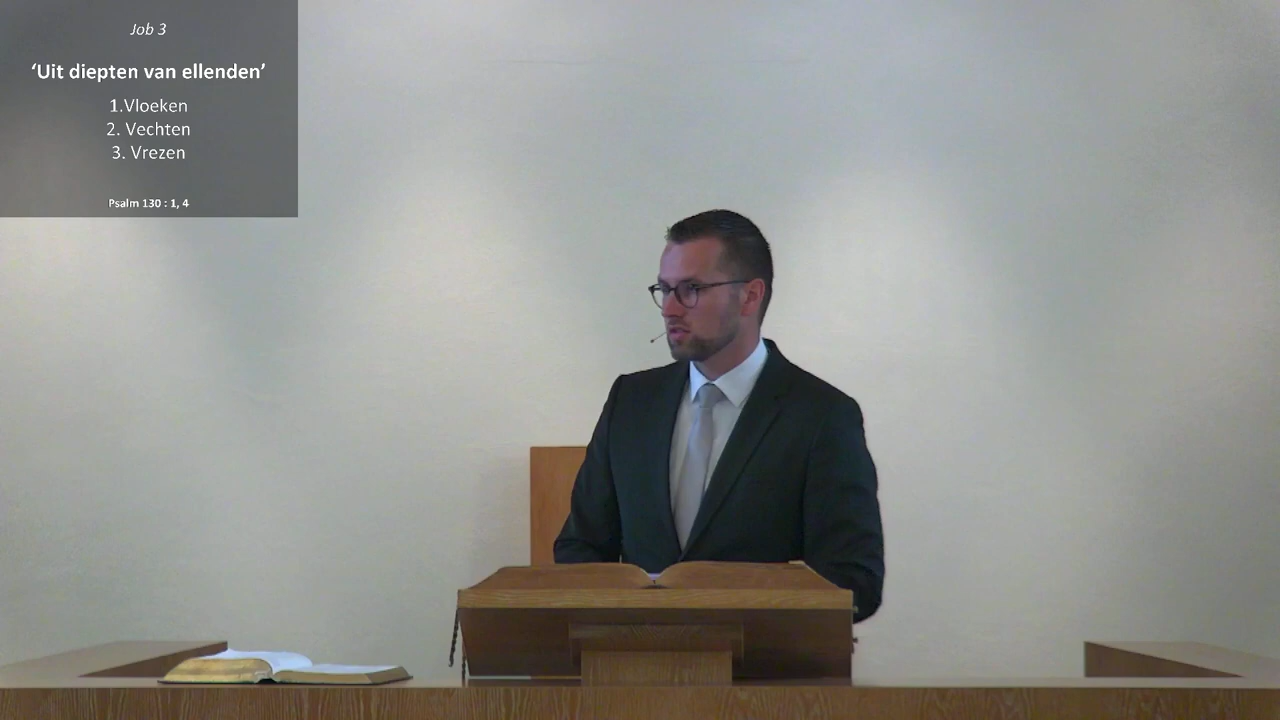 Job 3
‘Uit diepten van ellenden’
1.Vloeken
2. Vechten
3. Vrezen
Psalm 130 : 1, 4